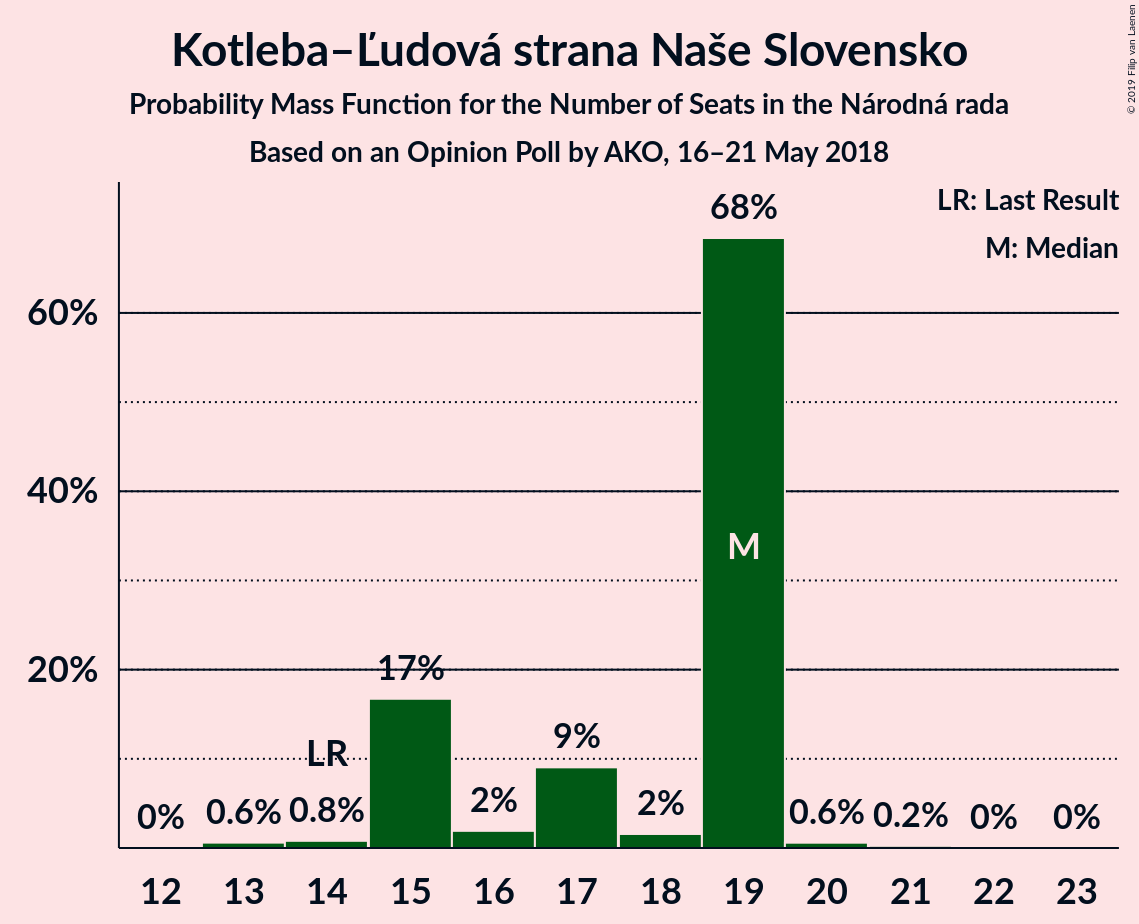 Kotleba–Ľudová strana Naše Slovensko
Probability Mass Function for the Number of Seats in the Národná rada
Based on an Opinion Poll by AKO, 16–21 May 2018
© 2019 Filip van Laenen
LR: Last Result
M: Median
60%
40%
20%
0%
0.6%
0.8%
LR
17%
2%
9%
2%
68%
M
0.6%
0.2%
0%
0%
12 13 14 15 16 17 18 19 20 21 22 23